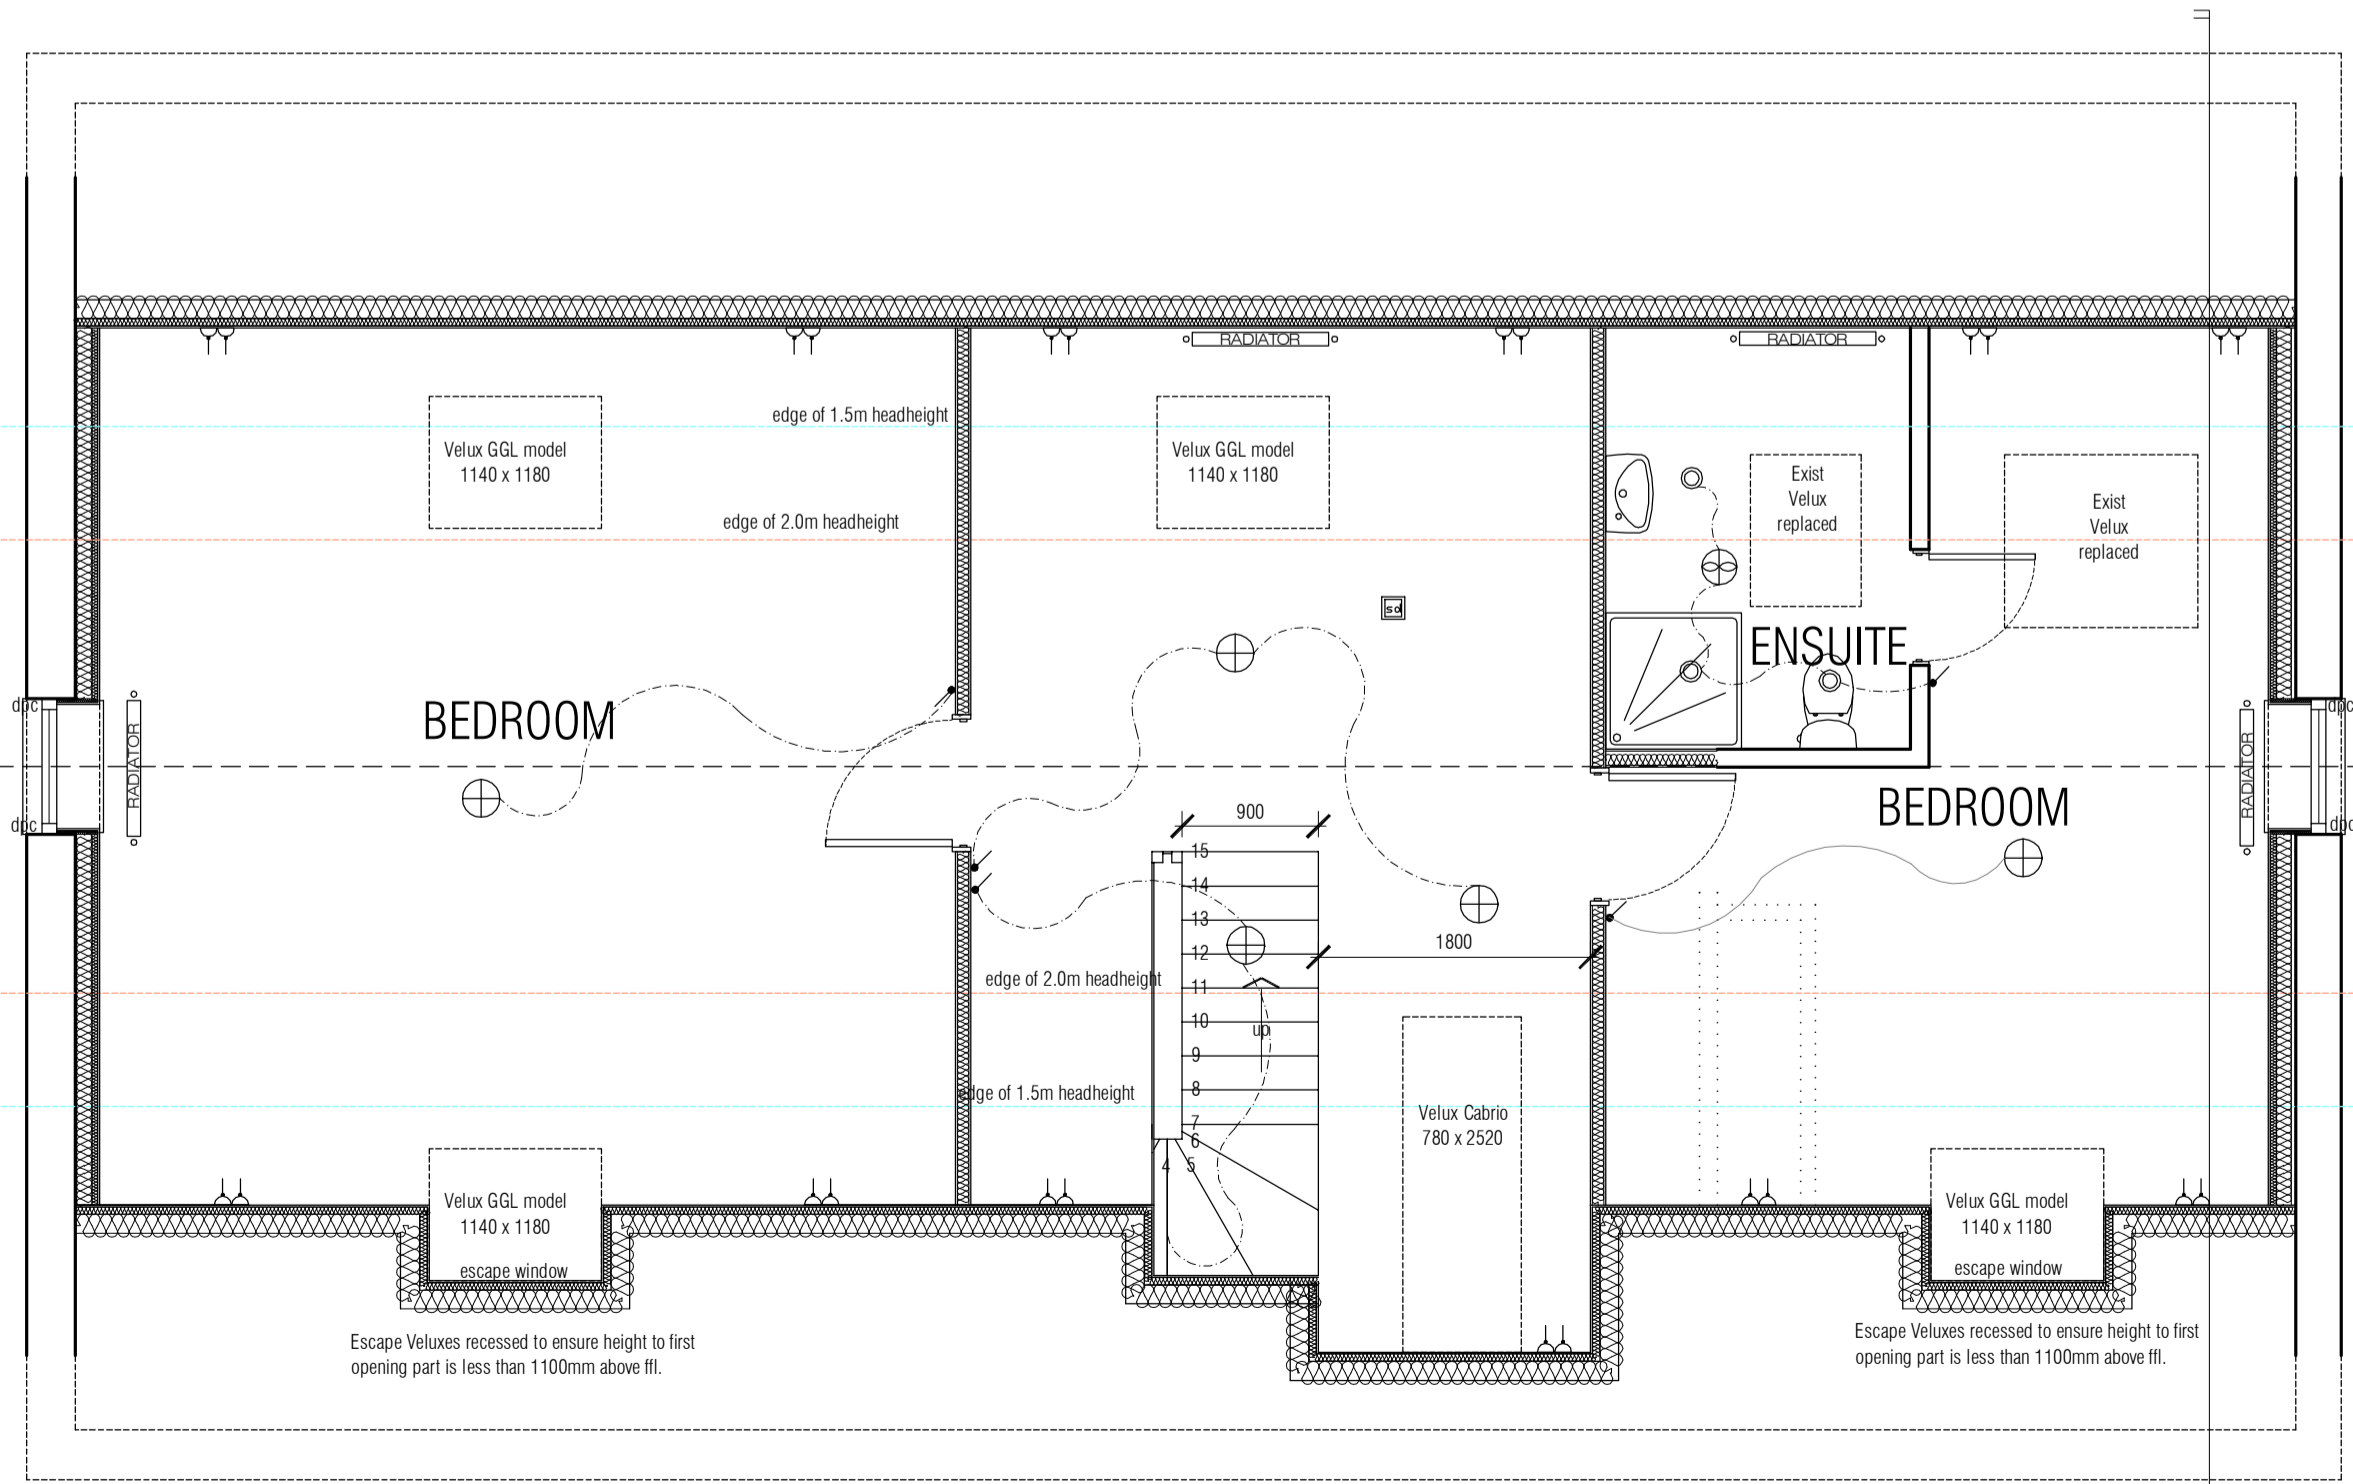 RADIATOR
RADIATOR
edge of 1.5m headheight
Velux GGL model
1140 x 1180
Velux GGL model
1140 x 1180
Exist
Velux
replaced
Exist
Velux
replaced
edge of 2.0m headheight
sd
ENSUITE
BEDROOM
dpc
dpc
RADIATOR
RADIATOR
BEDROOM
dpc
dpc
900
15
14
13
12
11
10
9
8
7
6
5
4
up
1800
edge of 2.0m headheight
edge of 1.5m headheight
Velux Cabrio
780 x 2520
Velux GGL model
1140 x 1180
escape window
Velux GGL model
1140 x 1180
escape window
Escape Veluxes recessed to ensure height to first
opening part is less than 1100mm above ffl.
Escape Veluxes recessed to ensure height to first
opening part is less than 1100mm above ffl.